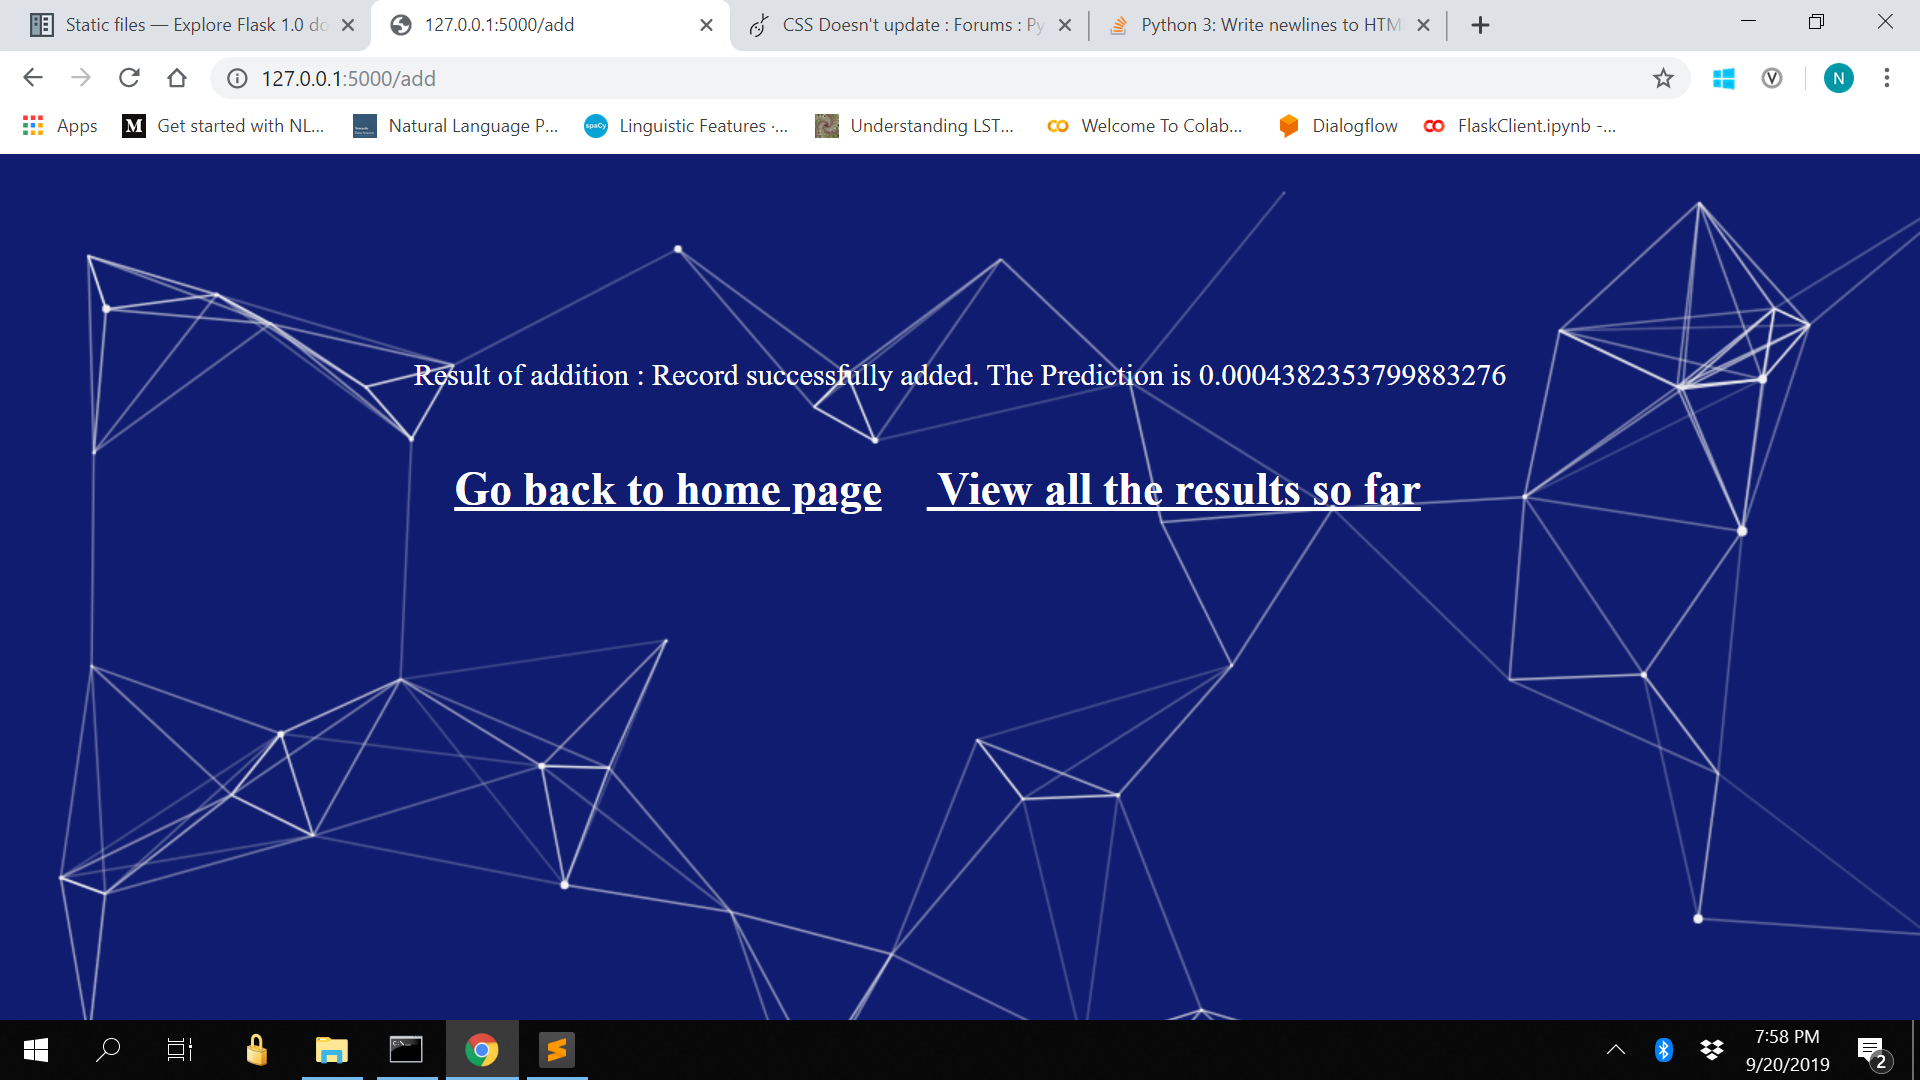 Static files — Explore Flask 1.0 do
127.0.0.1:5000/add
CSS Doesn't update : Forums : Py
Python 3: Write newlines to HTM
127.0.0.1:5000/add
N
Apps
M
Get started with NL...
Natural Language P...
spaCy
Linguistic Features ·...
Understanding LST...
Welcome To Colab...
Dialogflow
FlaskClient.ipynb -...
Result of addition : Record successfully added. The Prediction is 0.0004382353799883276
Go back to home page View all the results so far
7:58 PM
9/20/2019
2